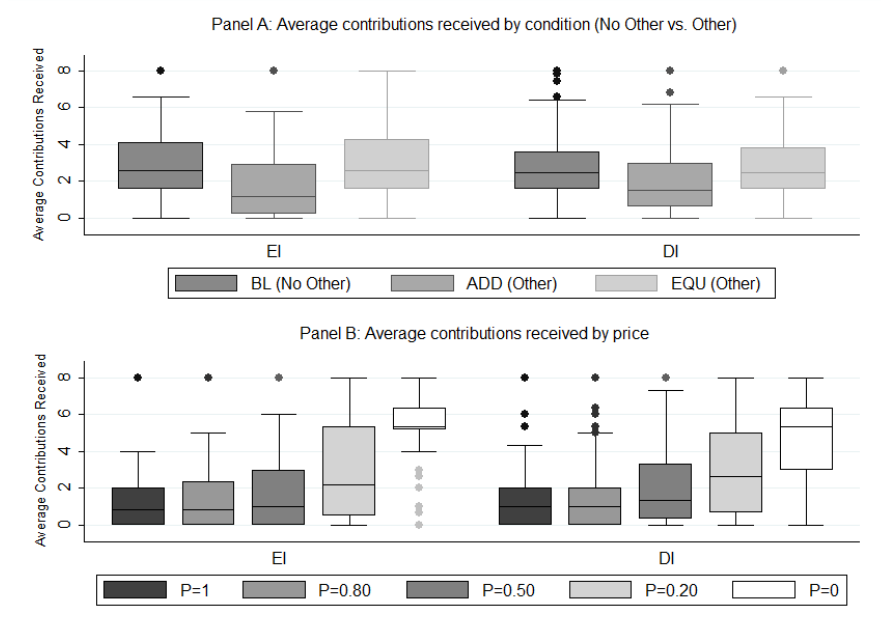 Panel A: Average contributions received by condition (No Other vs. Other)
Average Contributions Received
8
6
4
2
0
EI DI
BL (No Other) ADD (Other) EQU (Other)
Panel B: Average contributions received by price
Average Contributions Received
8
6
4
2
0
EI DI
P=1 P=0.80 P=0.50 P=0.20 P=0